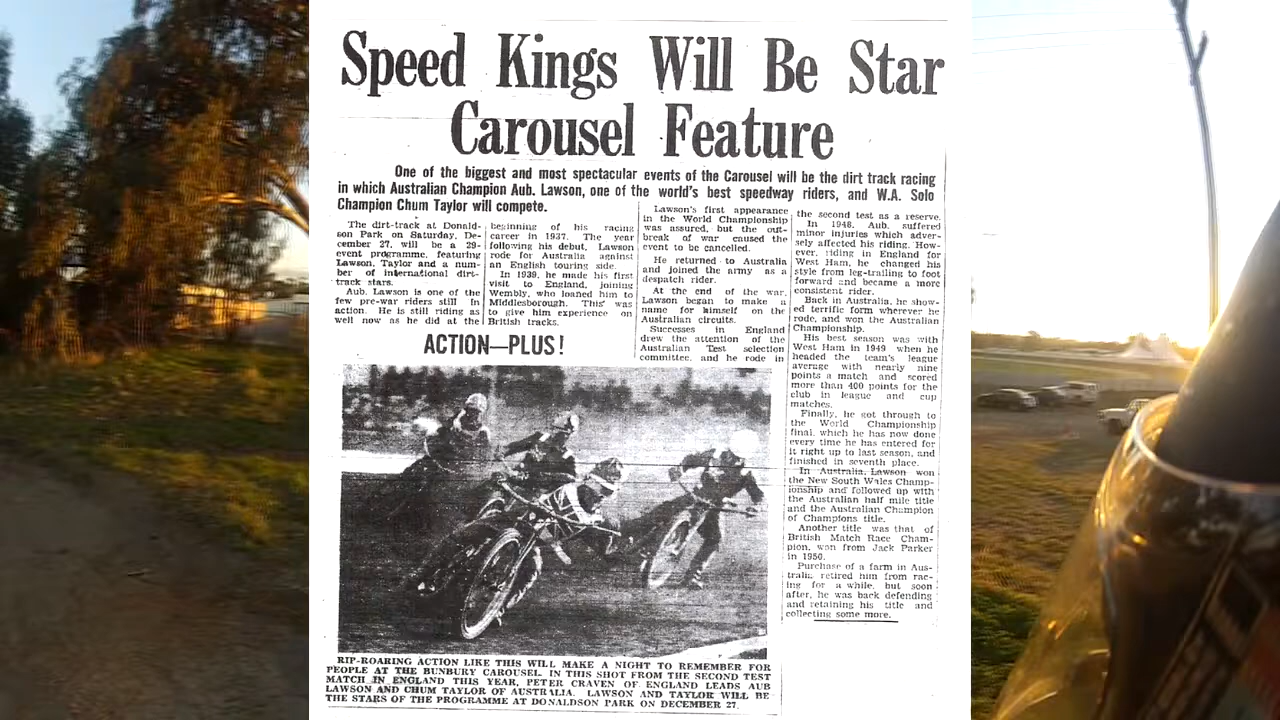 Speed Kings Will Be Star
Carousel Feature
One of the biggest and most spectacular events of the Carousel will be the dirt track racing
in which Australian Champion Aub. Lawson, one of the world's best speedway riders, and W.A. Solo
Champion Chum Taylor will compete.
The dirt-track at Donald-
son Park on Saturday, De-
cember 27, will be a 29-
event programme, featuring
Lawson, Taylor and a num-
ber of international dirt-
track stars.
Aub. Lawson is one of the
few pre-war riders still in
action. He is still riding as
well now as he did at the
beginning of his racing
career in 1937. The year
following his debut, Lawson
rode for Australia against
an English touring side.
In 1939, he made his first
visit to England, joining
Wembly, who loaned him to
Middlesborough. This was
to give him experience on
British tracks.
Lawson's first appearance
in the World Championship
was assured, but the out-
break of war caused the
event to be cancelled.
He returned to Australia
and joined the army as a
despatch rider.
At the end of the war,
Lawson began to make a
name for himself on the
Australian circuits.
Successes in England
drew the attention of the
Australian Test selection
committee, and he rode in
the second test as a reserve.
In 1948, Aub. suffered
minor injuries which adver-
sely affected his riding. How-
ever, riding in England for
West Ham, he changed his
style from leg-trailing to foot
forward and became a more
consistent rider.
Back in Australia, he show-
ed terrific form wherever he
rode, and won the Australian
Championship.
His best season was with
West Ham in 1949 when he
headed the team's league
average with nearly nine
points a match and scored
more than 400 points for the
club in league and cup
matches.
Finally, he got through to
the World Championship
final, which he has now done
every time he has entered for
it right up to last season, and
finished in seventh place.
In Australia, Lawson won
the New South Wales Champ-
ionship and followed up with
the Australian half mile title
and the Australian Champion
of Champions title.
Another title was that of
British Match Race Cham-
pion, won from Jack Parker
in 1950.
Purchase of a farm in Aus-
tralia retired him from rac-
ing for a while, but soon
after, he was back defending
and retaining his title and
collecting some more.
ACTION—PLUS!
RIP-ROARING ACTION LIKE THIS WILL MAKE A NIGHT TO REMEMBER FOR
PEOPLE AT THE BUNBURY CAROUSEL. IN THIS SHOT FROM THE SECOND TEST
MATCH IN ENGLAND THIS YEAR, PETER CRAVEN OF ENGLAND LEADS AUB
LAWSON AND CHUM TAYLOR OF AUSTRALIA. LAWSON AND TAYLOR WILL BE
THE STARS OF THE PROGRAMME AT DONALDSON PARK ON DECEMBER 27.